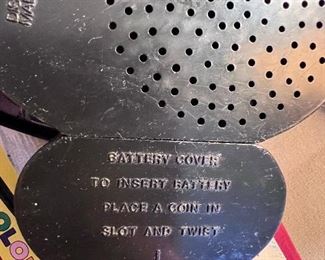 BATTERY COVER
TO INSERT BATTERY
PLACE A COIN IN
SLOT AND TWIST